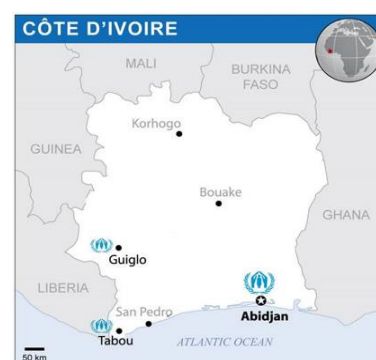 CÔTE D'IVOIRE
MALI
BURKINA
FASO
Korhogo
GUINEA
Bouake
GHANA
Guiglo
LIBERIA
San Pedro
Abidjan
Tabou
ATLANTIC OCEAN
50 km